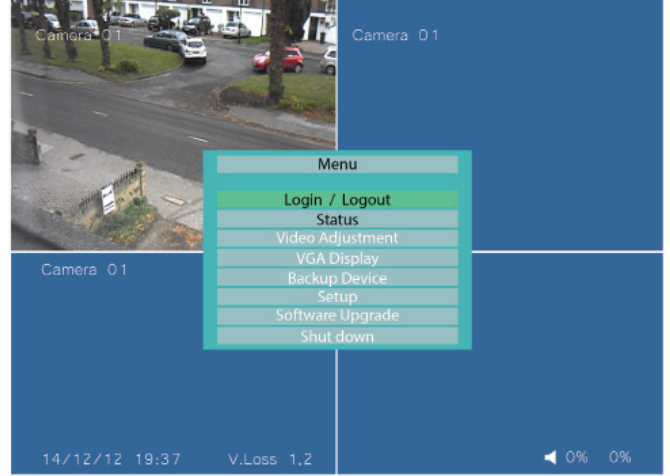 Camera 01
Camera 01
Menu
Login / Logout
Status
Video Adjustment
VGA Display
Backup Device
Setup
Software Upgrade
Shut down
Camera 01
14/12/12 19:37 V.Loss 1,2
0% 0%